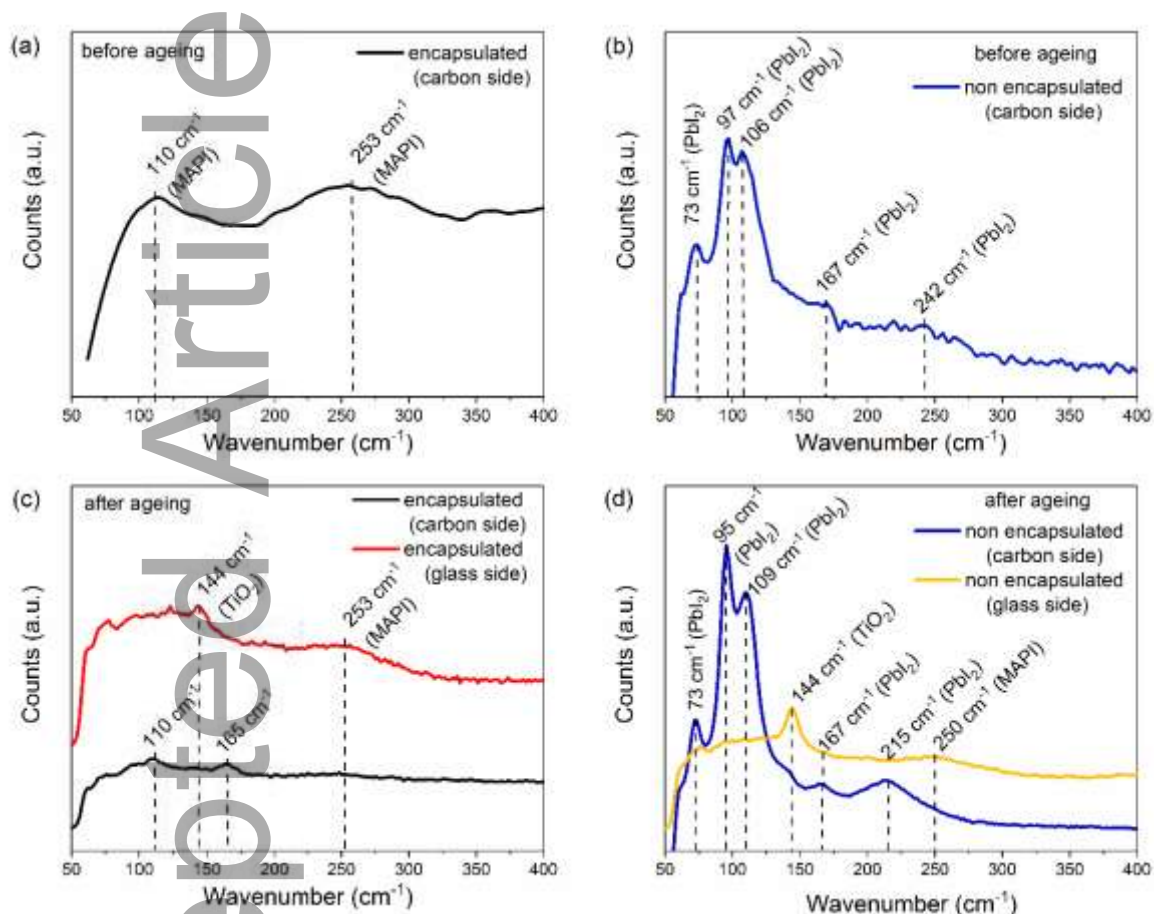 (a)
before ageing
encapsulated
(carbon side)
110 cm⁻¹
(MAPI)
253 cm⁻¹
(MAPI)
Counts (a.u.)
50 100 150 200 250 300 350 400
Wavenumber (cm⁻¹)
(b)
before ageing
non encapsulated
(carbon side)
73 cm⁻¹ (PbI₂)
97 cm⁻¹ (PbI₂)
106 cm⁻¹ (PbI₂)
167 cm⁻¹ (PbI₂)
242 cm⁻¹ (PbI₂)
Counts (a.u.)
50 100 150 200 250 300 350 400
Wavenumber (cm⁻¹)
(c)
after ageing
encapsulated
(carbon side)
encapsulated
(glass side)
144 cm⁻¹
(TiO₂)
253 cm⁻¹
(MAPI)
110 cm⁻¹
165 cm⁻¹
Counts (a.u.)
50 100 150 200 250 300 350 400
Wavenumber (cm⁻¹)
(d)
after ageing
non encapsulated
(carbon side)
non encapsulated
(glass side)
73 cm⁻¹ (PbI₂)
95 cm⁻¹
(PbI₂)
109 cm⁻¹ (PbI₂)
144 cm⁻¹ (TiO₂)
167 cm⁻¹ (PbI₂)
215 cm⁻¹ (PbI₂)
250 cm⁻¹ (MAPI)
Counts (a.u.)
50 100 150 200 250 300 350 400
Wavenumber (cm⁻¹)
pted Article